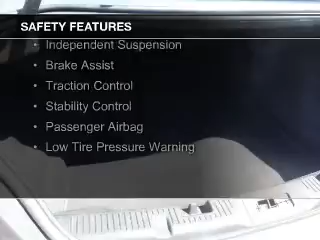 SAFETY FEATURES
• Independent Suspension
• Brake Assist
• Traction Control
• Stability Control
• Passenger Airbag
• Low Tire Pressure Warning